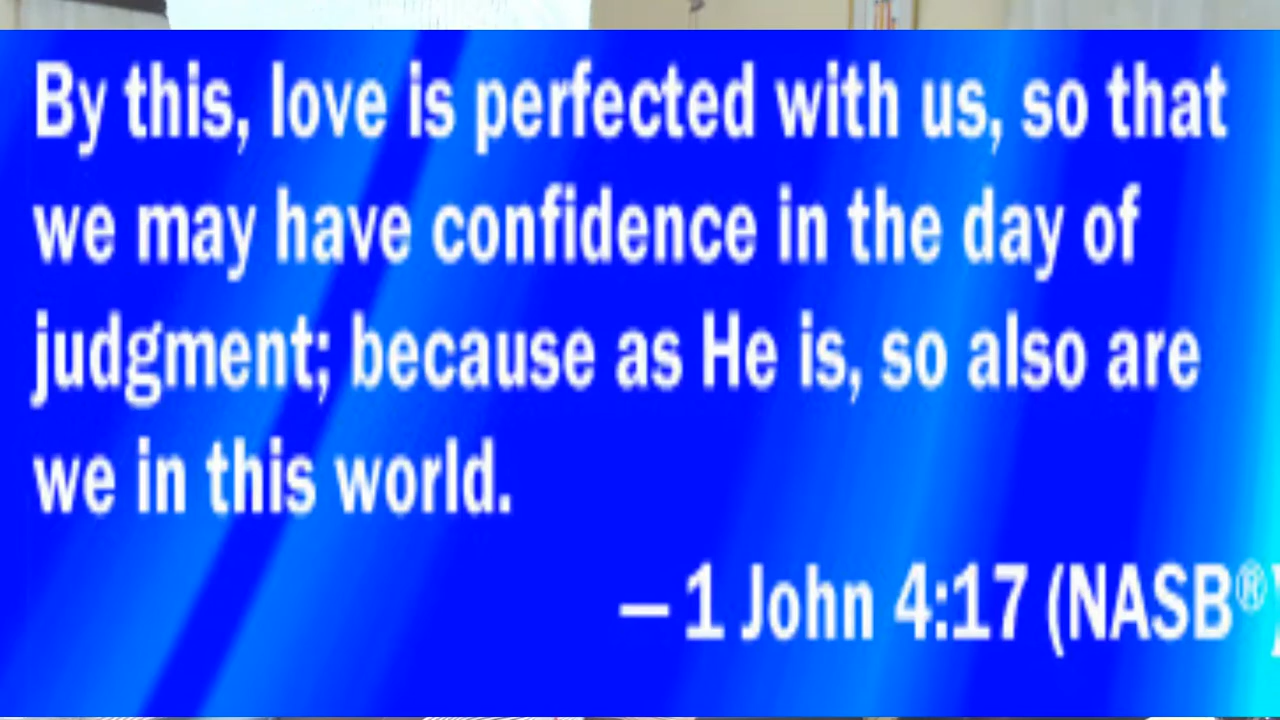 By this, love is perfected with us, so that
we may have confidence in the day of
judgment; because as He is, so also are
we in this world.
— 1 John 4:17 (NASB®)